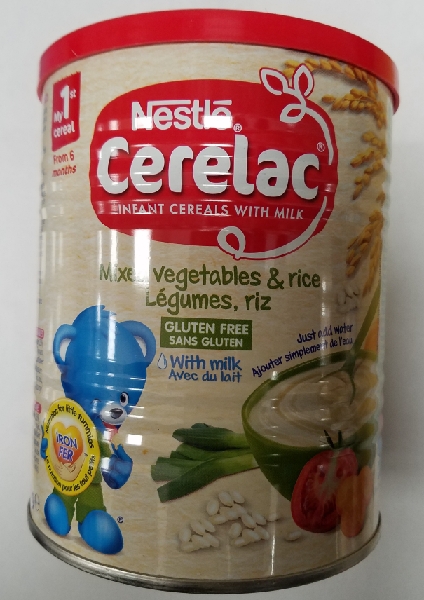 My 1st cereal
From 6 months
Nestlé®
Cerelac®
INFANT CEREALS WITH MILK
Mixed vegetables & rice
Légumes, riz
GLUTEN FREE
SANS GLUTEN
With milk
Avec du lait
Just add water
Ajouter simplement de l'eau
IRON
FER